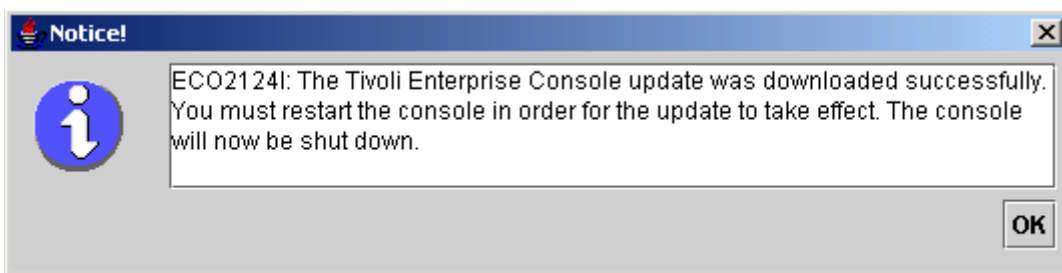 Notice!
ECO2124I: The Tivoli Enterprise Console update was downloaded successfully.
You must restart the console in order for the update to take effect. The console
will now be shut down.
OK